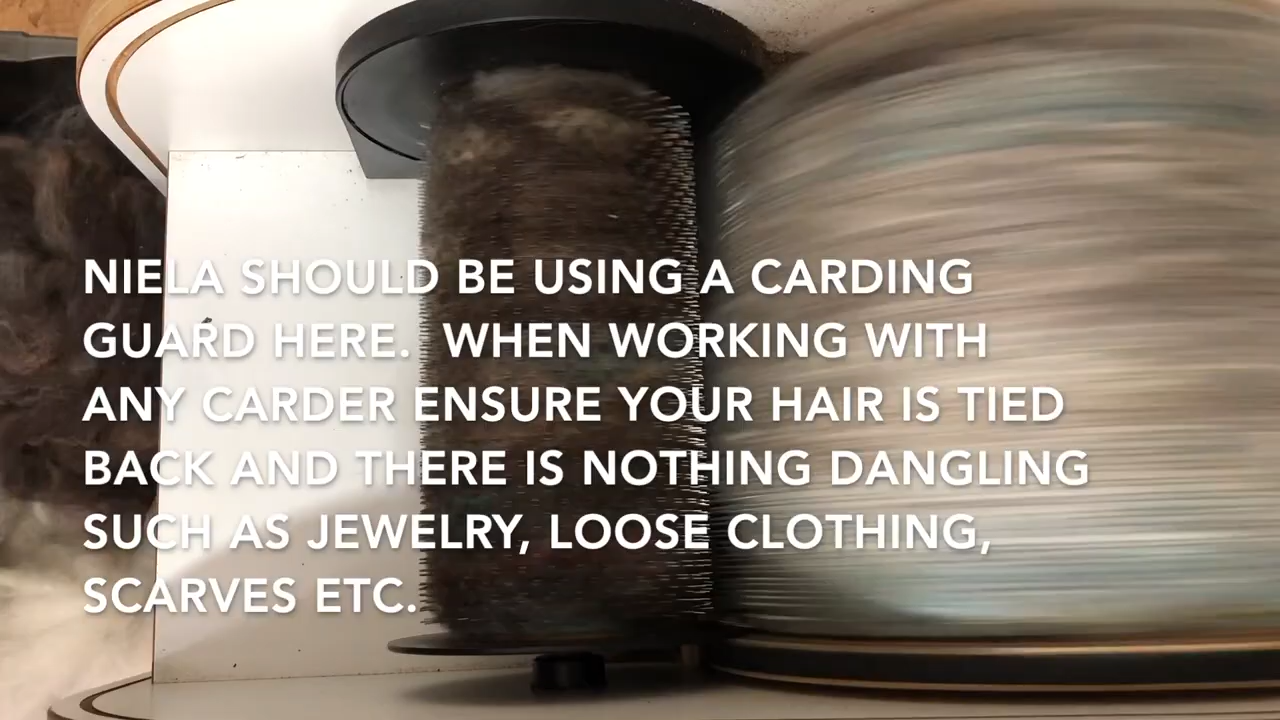 NIELA SHOULD BE USING A CARDING
GUARD HERE.  WHEN WORKING WITH
ANY CARDER ENSURE YOUR HAIR IS TIED
BACK AND THERE IS NOTHING DANGLING
SUCH AS JEWELRY, LOOSE CLOTHING,
SCARVES ETC.